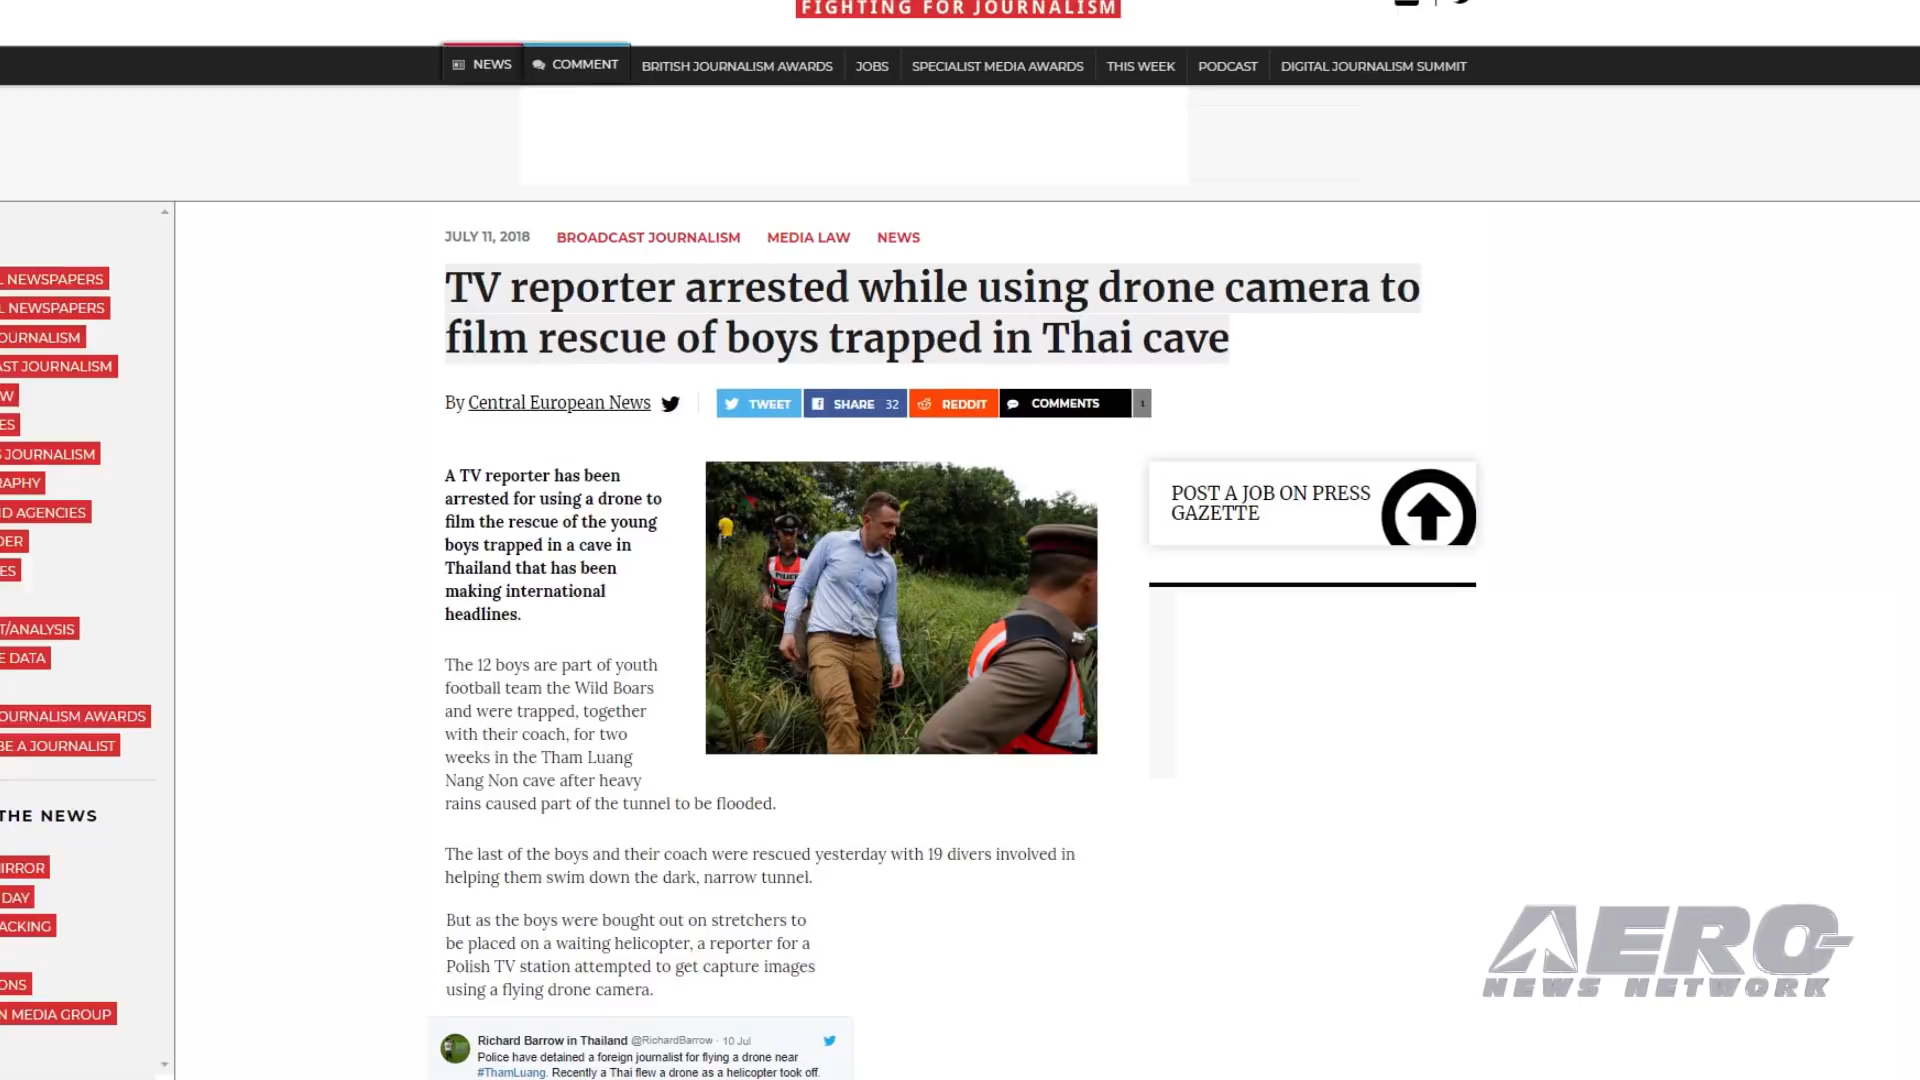 FIGHTING FOR JOURNALISM
NEWS
COMMENT
BRITISH JOURNALISM AWARDS
JOBS
SPECIALIST MEDIA AWARDS
THIS WEEK
PODCAST
DIGITAL JOURNALISM SUMMIT
L NEWSPAPERS
L NEWSPAPERS
OURNALISM
AST JOURNALISM
W
ES
S JOURNALISM
RAPHY
ND AGENCIES
DER
ES
T/ANALYSIS
E DATA
OURNALISM AWARDS
BE A JOURNALIST
THE NEWS
MIRROR
DAY
ACKING
ONS
N MEDIA GROUP
JULY 11, 2018
BROADCAST JOURNALISM
MEDIA LAW
NEWS
TV reporter arrested while using drone camera to
film rescue of boys trapped in Thai cave
By Central European News
TWEET
SHARE 32
REDDIT
COMMENTS
1
A TV reporter has been
arrested for using a drone to
film the rescue of the young
boys trapped in a cave in
Thailand that has been
making international
headlines.
POLICE
The 12 boys are part of youth
football team the Wild Boars
and were trapped, together
with their coach, for two
weeks in the Tham Luang
Nang Non cave after heavy
rains caused part of the tunnel to be flooded.
The last of the boys and their coach were rescued yesterday with 19 divers involved in
helping them swim down the dark, narrow tunnel.
But as the boys were bought out on stretchers to
be placed on a waiting helicopter, a reporter for a
Polish TV station attempted to get capture images
using a flying drone camera.
Richard Barrow in Thailand @RichardBarrow · 10 Jul
Police have detained a foreign journalist for flying a drone near
#ThamLuang. Recently a Thai flew a drone as a helicopter took off.
POST A JOB ON PRESS
GAZETTE
AERO-
NEWS NETWORK